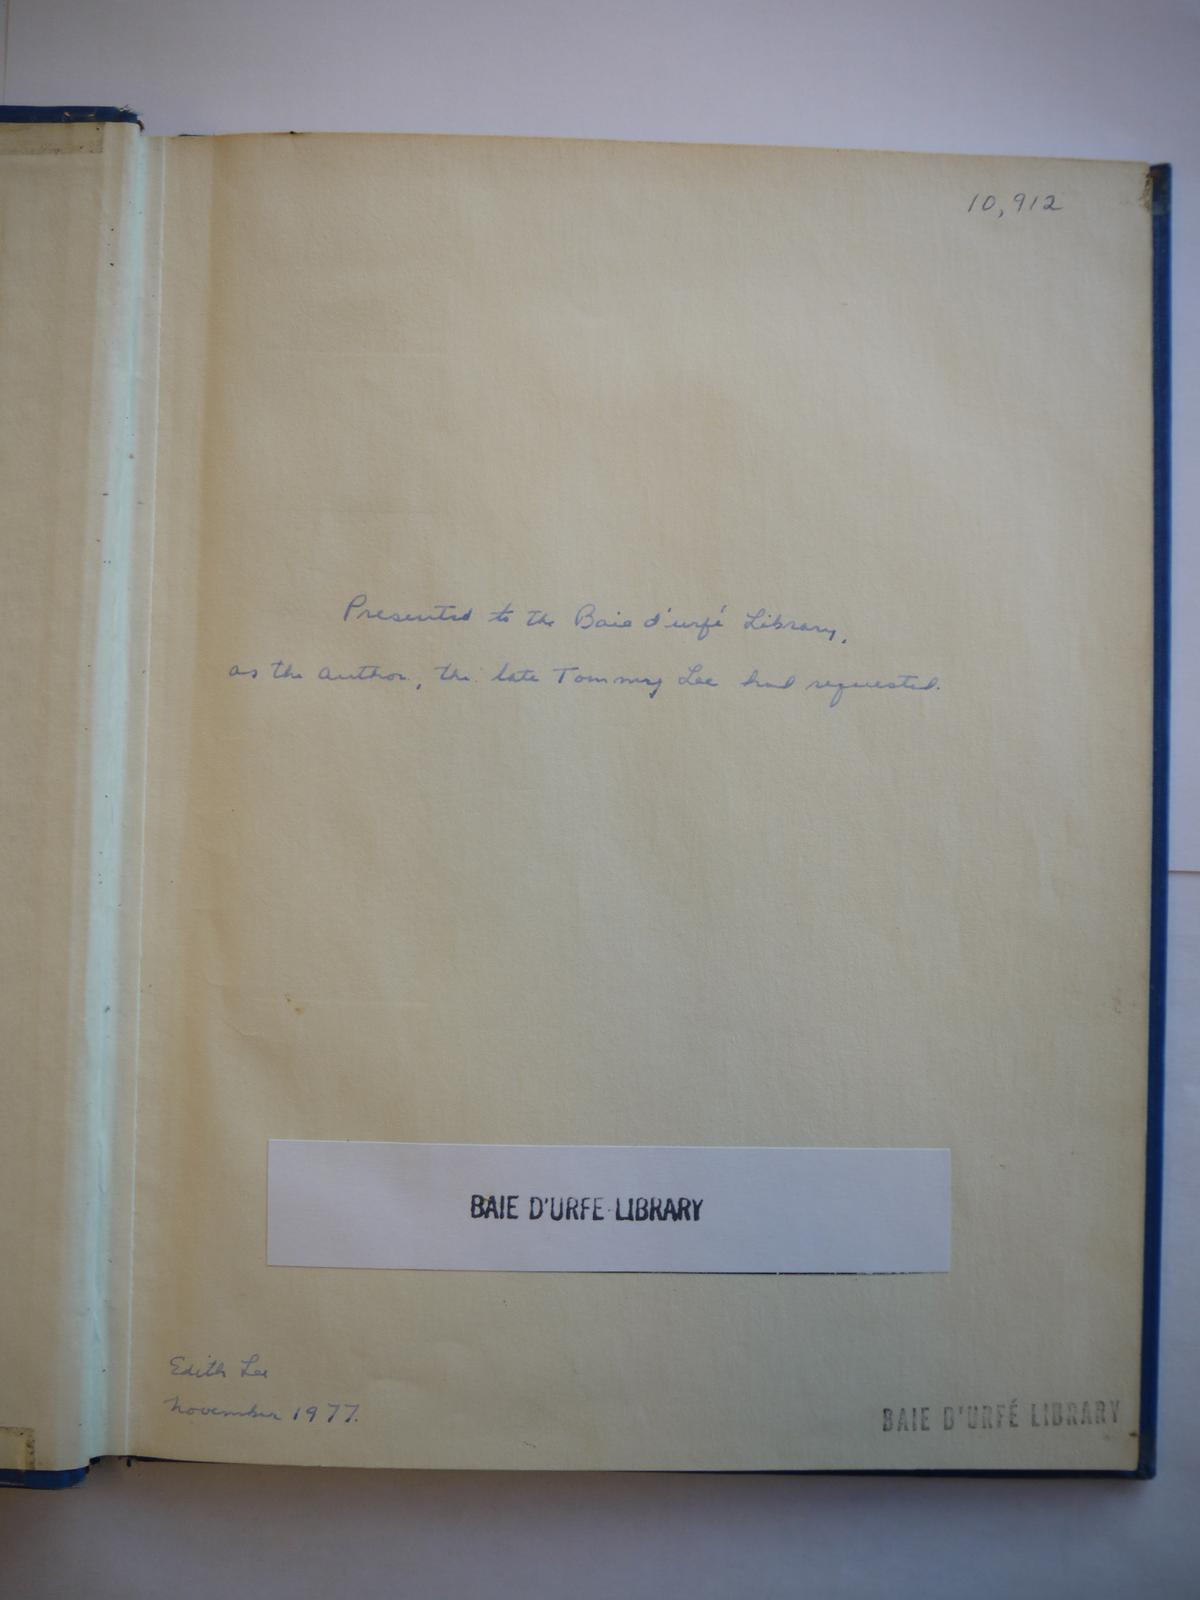 10,912
Presented to the Baie d'urfé Library,
as the author, the late Tommy Lee had requested.
BAIE D'URFE LIBRARY
Edith Lee
November 1977.
BAIE D'URFÉ LIBRARY